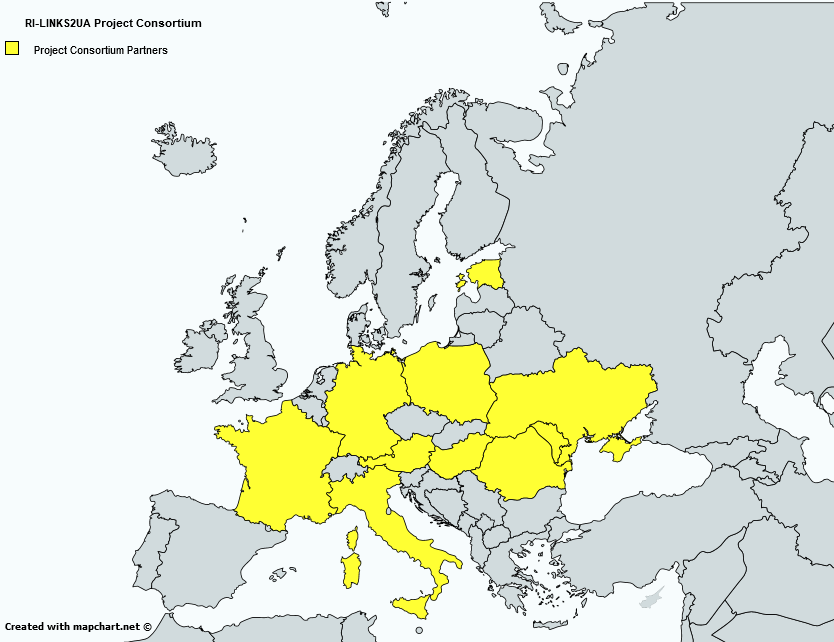 RI-LINKS2UA Project Consortium
Project Consortium Partners
Created with mapchart.net ©